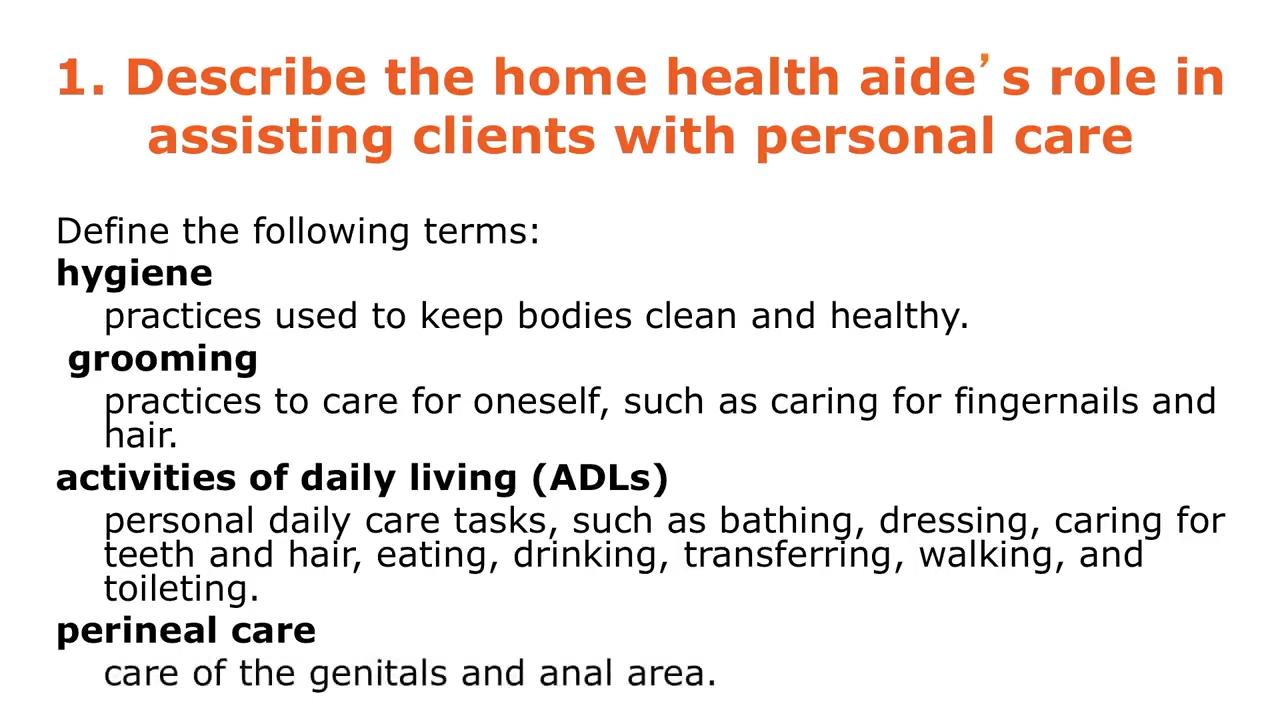 1. Describe the home health aide’s role in
assisting clients with personal care
Define the following terms:
hygiene
practices used to keep bodies clean and healthy.
grooming
practices to care for oneself, such as caring for fingernails and
hair.
activities of daily living (ADLs)
personal daily care tasks, such as bathing, dressing, caring for
teeth and hair, eating, drinking, transferring, walking, and
toileting.
perineal care
care of the genitals and anal area.